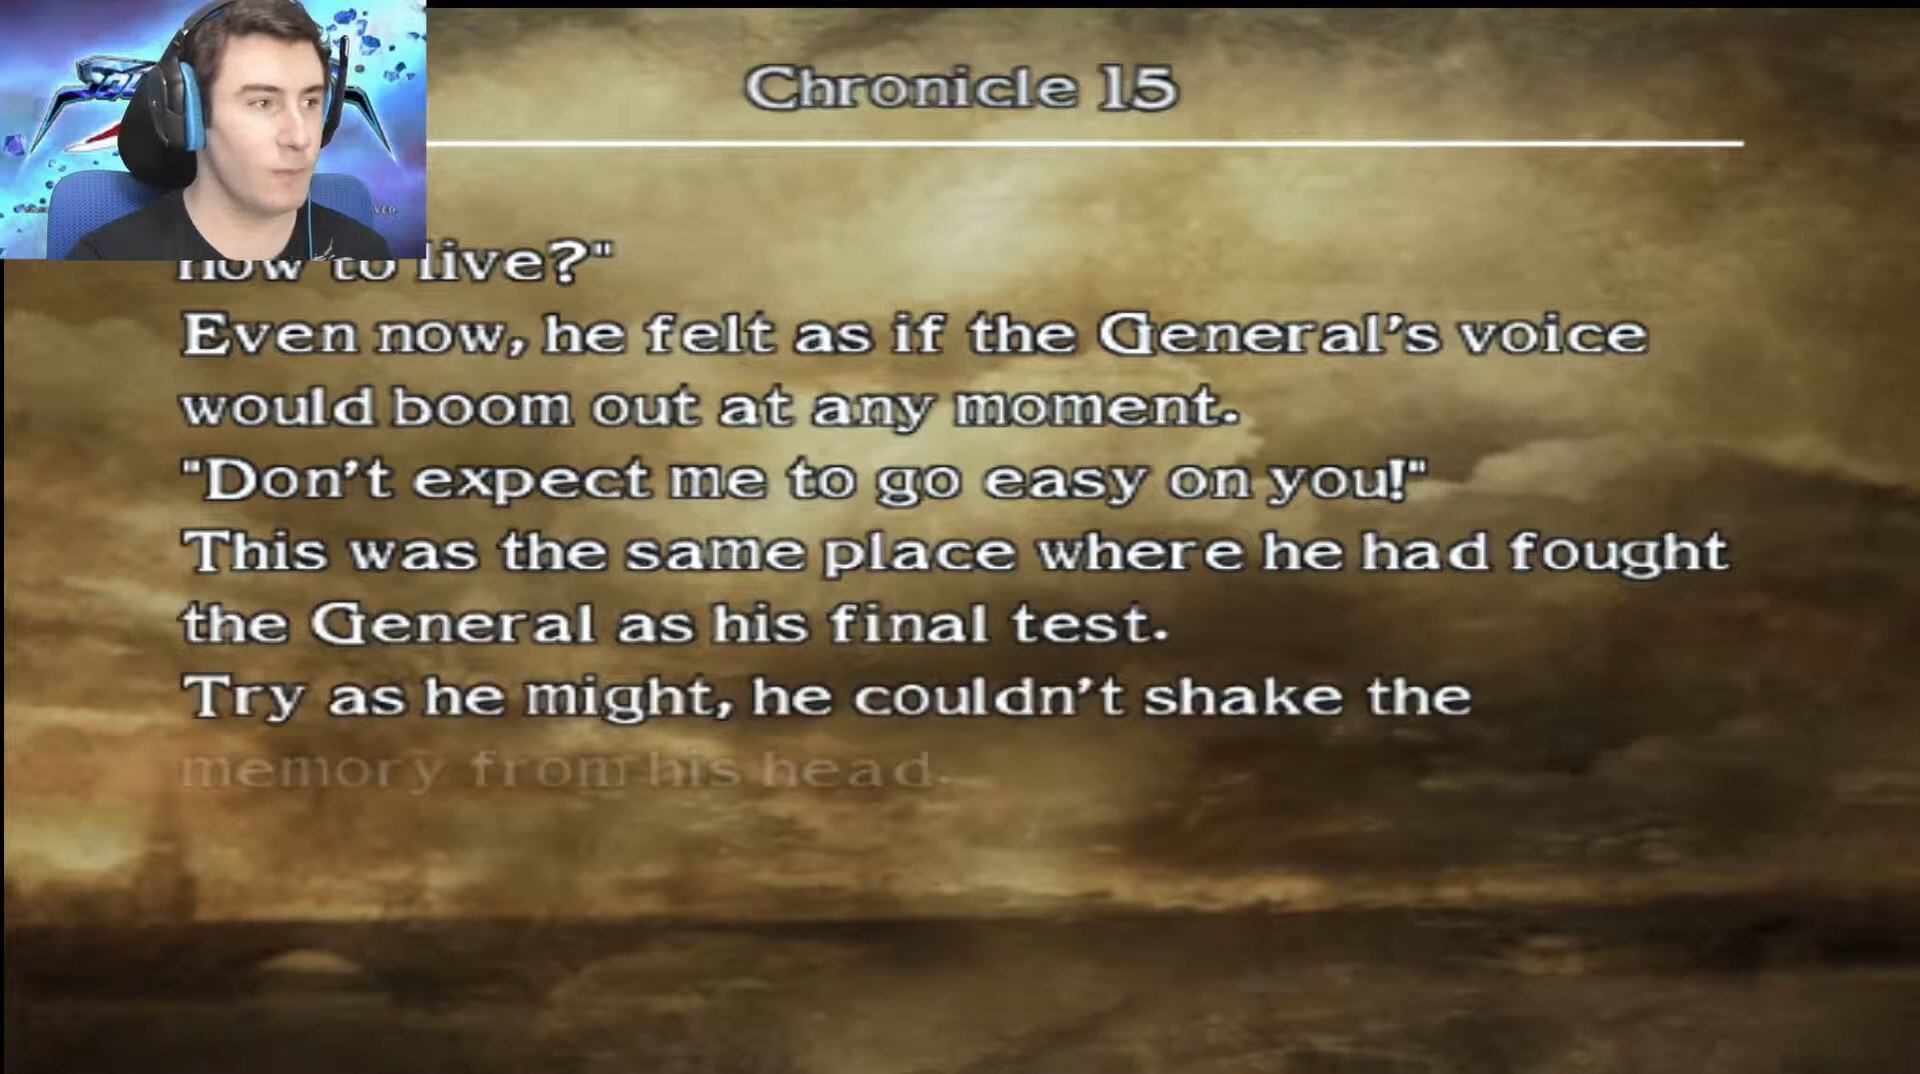 Chronicle 15
how to live?"
Even now, he felt as if the General's voice
would boom out at any moment.
"Don't expect me to go easy on you!"
This was the same place where he had fought
the General as his final test.
Try as he might, he couldn't shake the
memory from his head.